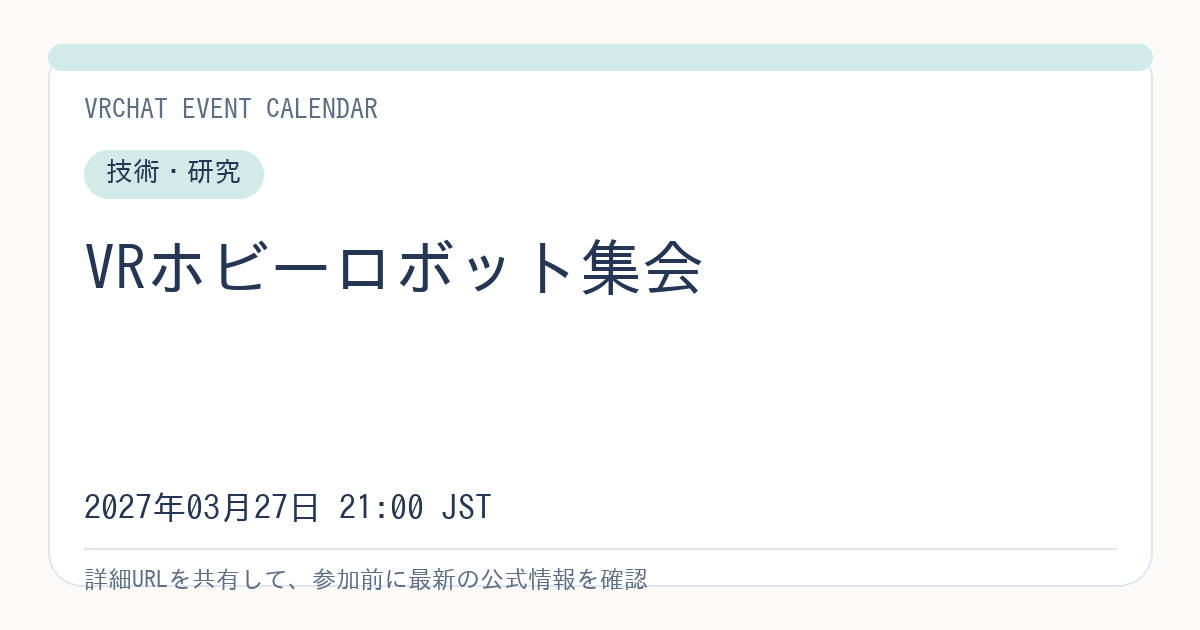 VRCHAT EVENT CALENDAR
技術・研究
VRホビーロボット集会
2027年03月27日 21:00 JST
詳細URLを共有して、参加前に最新の公式情報を確認